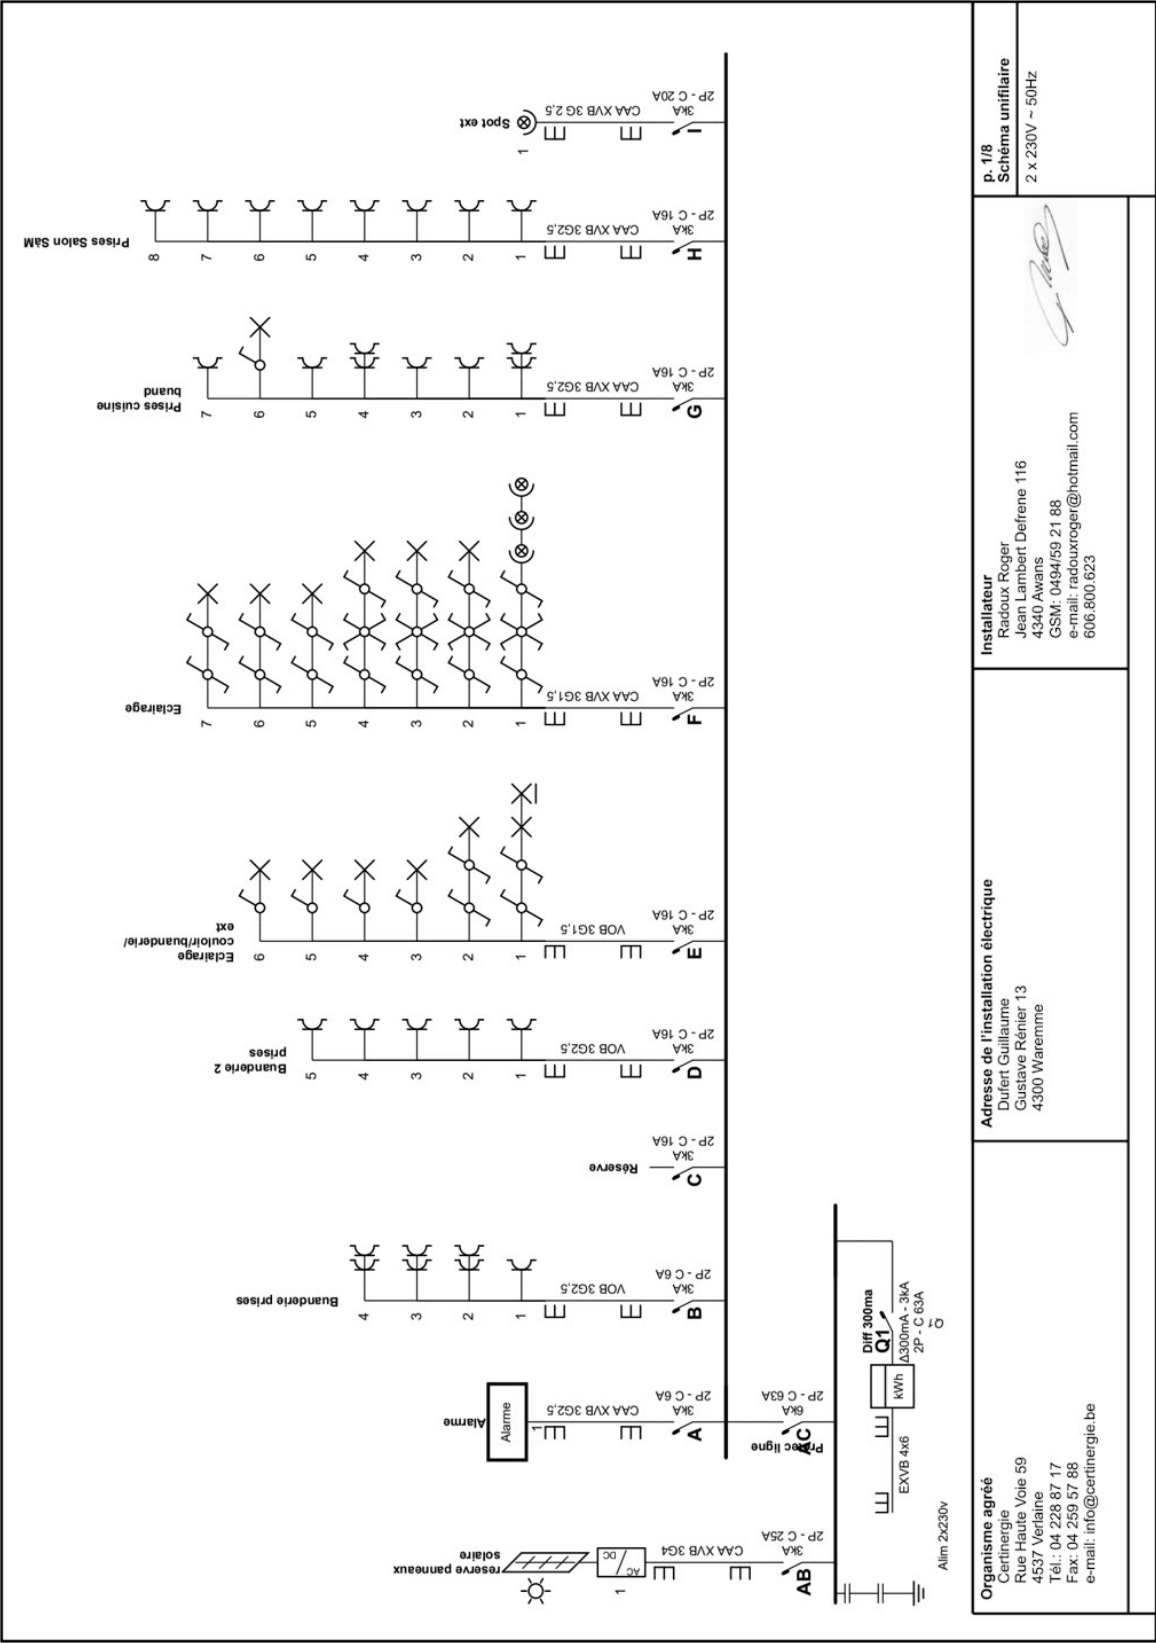 reserve panneaux
solaire
1
DC
AC
CAA XVB 3G4
AB
3kA
2P - C 25A
Alarme
Alarme
1
CAA XVB 3G2,5
A
3kA
2P - C 6A
Buanderie prises
4
3
2
1
VOB 3G2,5
B
3kA
2P - C 6A
Réserve
C
3kA
2P - C 16A
Buanderie 2
prises
5
4
3
2
1
VOB 3G2,5
D
3kA
2P - C 16A
Eclairage
couloir/buanderie/
ext
6
5
4
3
2
1
VOB 3G1,5
E
3kA
2P - C 16A
Eclairage
7
6
5
4
3
2
1
CAA XVB 3G1,5
F
3kA
2P - C 16A
Prises cuisine
buand
7
6
5
4
3
2
1
CAA XVB 3G2,5
G
3kA
2P - C 16A
Prises Salon SàM
8
7
6
5
4
3
2
1
CAA XVB 3G2,5
H
3kA
2P - C 16A
Spot ext
1
CAA XVB 3G 2,5
I
3kA
2P - C 20A
Protec ligne
AC
6kA
2P - C 63A
Diff 300ma
Q1
Δ300mA - 3kA
2P - C 63A
Q1
kWh
EXVB 4x6
Alim 2x230v
Organisme agréé
Certinergie
Rue Haute Voie 59
4537 Verlaine
Tél.: 04 228 87 17
Fax: 04 259 57 88
e-mail: info@certinergie.be
Adresse de l'installation électrique
Dufert Guillaume
Gustave Rénier 13
4300 Waremme
Installateur
Radoux Roger
Jean Lambert Defrene 116
4340 Awans
GSM: 0494/59 21 88
e-mail: radouxroger@hotmail.com
606.800.623
p. 1/8
Schéma unifilaire
2 x 230V ~ 50Hz